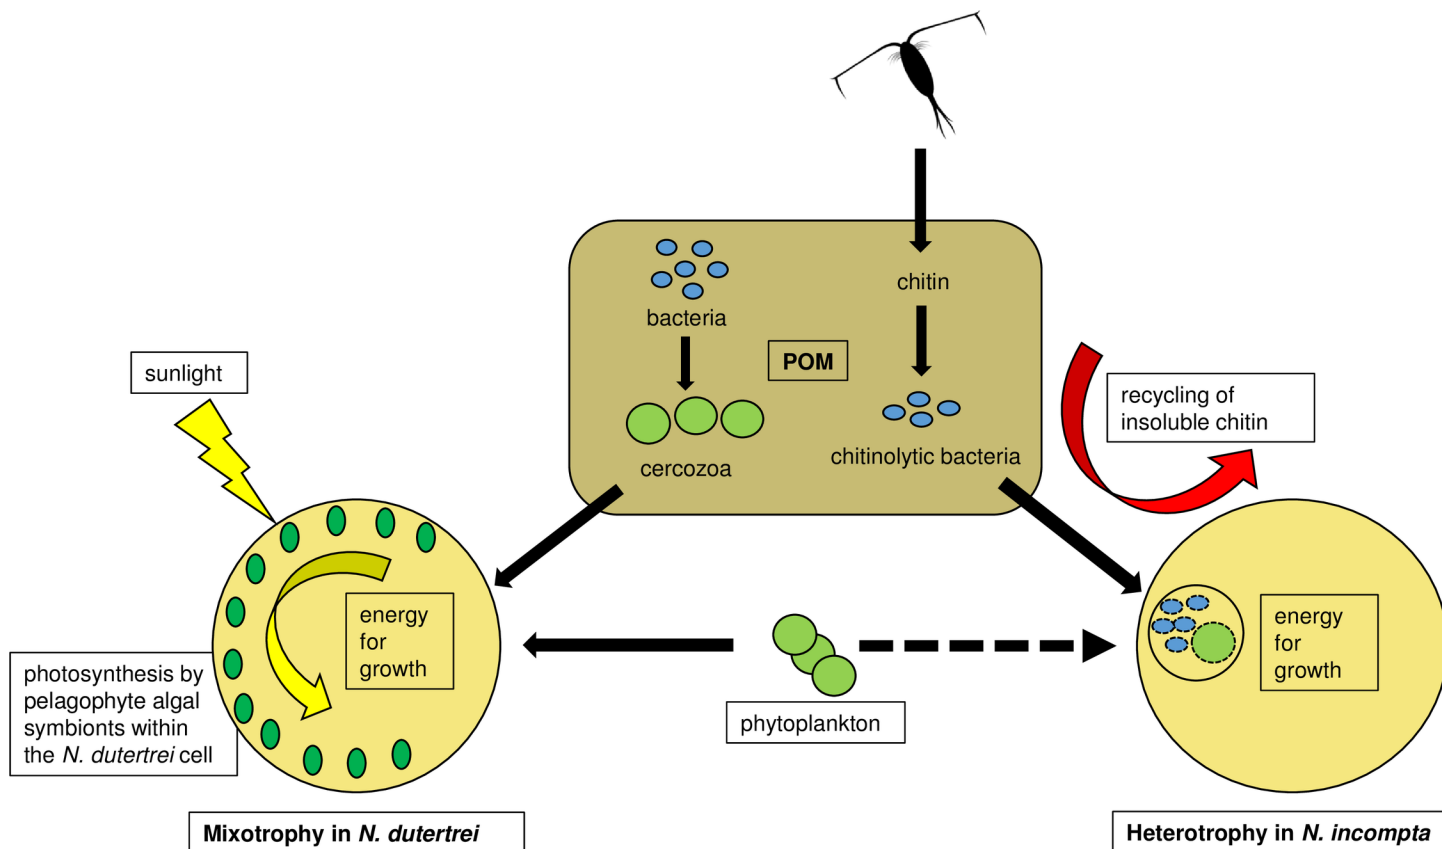 chitin
bacteria
POM
sunlight
recycling of
insoluble chitin
cercozoa
chitinolytic bacteria
energy
for
growth
energy
for
growth
photosynthesis by
pelagophyte algal
symbionts within
the N. dutertrei cell
phytoplankton
Mixotrophy in N. dutertrei
Heterotrophy in N. incompta